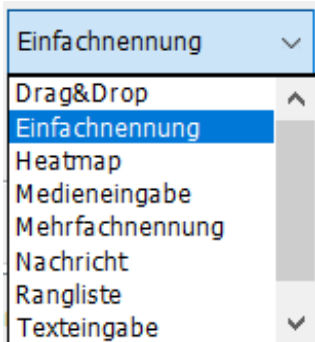 Einfachnennung
Drag&Drop
Einfachnennung
Heatmap
Medieneingabe
Mehrfachnennung
Nachricht
Rangliste
Texteingabe